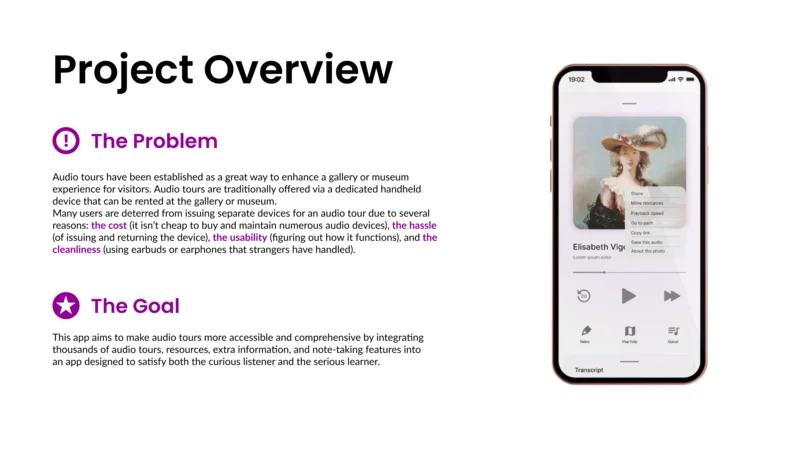 Project Overview
The Problem
Audio tours have been established as a great way to enhance a gallery or museum
experience for visitors. Audio tours are traditionally offered via a dedicated handheld
device that can be rented at the gallery or museum.
Many users are deterred from issuing separate devices for an audio tour due to several
reasons: the cost (it isn't cheap to buy and maintain numerous audio devices), the hassle
(of issuing and returning the device), the usability (figuring out how it functions), and the
cleanliness (using earbuds or earphones that strangers have handled).
The Goal
This app aims to make audio tours more accessible and comprehensive by integrating
thousands of audio tours, resources, extra information, and note-taking features into
an app designed to satisfy both the curious listener and the serious learner.
19:02
Share
More resources
Playback speed
Go to path
Copy link
Save this audio
About the photo
Elisabeth Vige
Lorem ipsum dolor
Notes
Map
Queue
Transcript